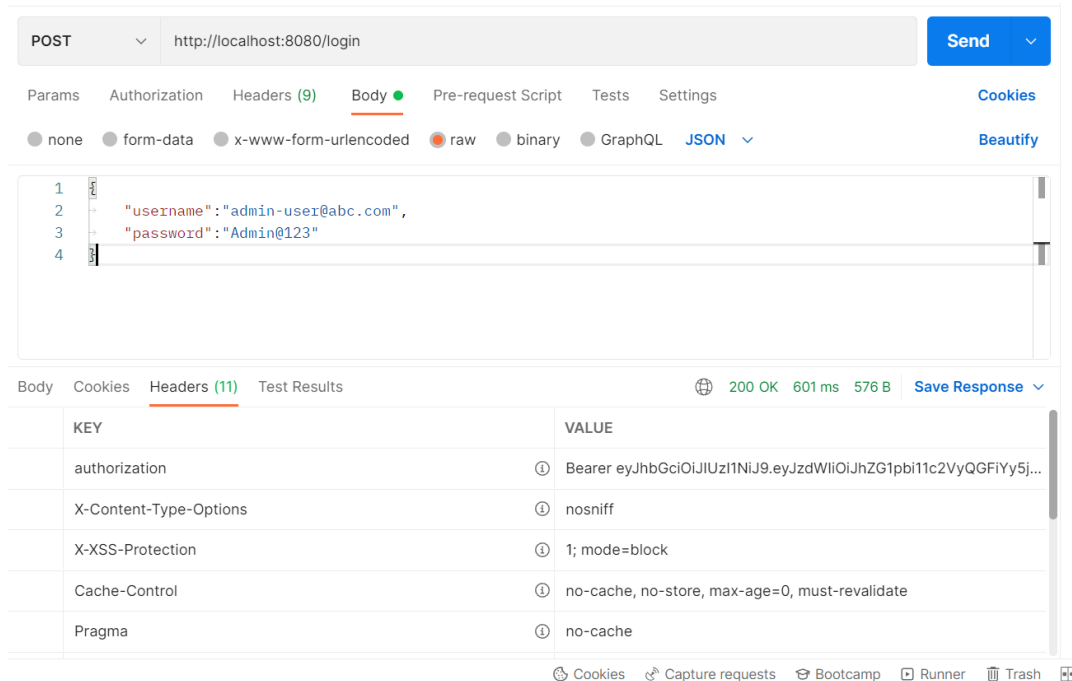 POST http://localhost:8080/login Send
Params Authorization Headers (9) Body Pre-request Script Tests Settings Cookies
none form-data x-www-form-urlencoded raw binary GraphQL JSON Beautify
1 {
2 "username":"admin-user@abc.com",
3 "password":"Admin@123"
4 }
Body Cookies Headers (11) Test Results 200 OK 601 ms 576 B Save Response
KEY VALUE
authorization Bearer eyJhbGciOiJIUzI1NiJ9.eyJzdWIiOiJhZG1pbi11c2VyQGFiYy5j...
X-Content-Type-Options nosniff
X-XSS-Protection 1; mode=block
Cache-Control no-cache, no-store, max-age=0, must-revalidate
Pragma no-cache
Cookies Capture requests Bootcamp Runner Trash